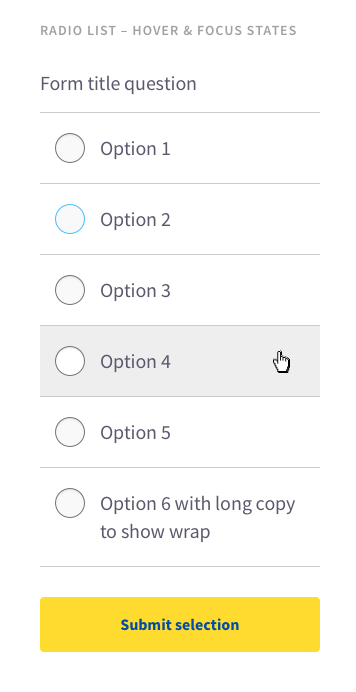 RADIO LIST – HOVER & FOCUS STATES
Form title question
Option 1
Option 2
Option 3
Option 4
Option 5
Option 6 with long copy
to show wrap
Submit selection